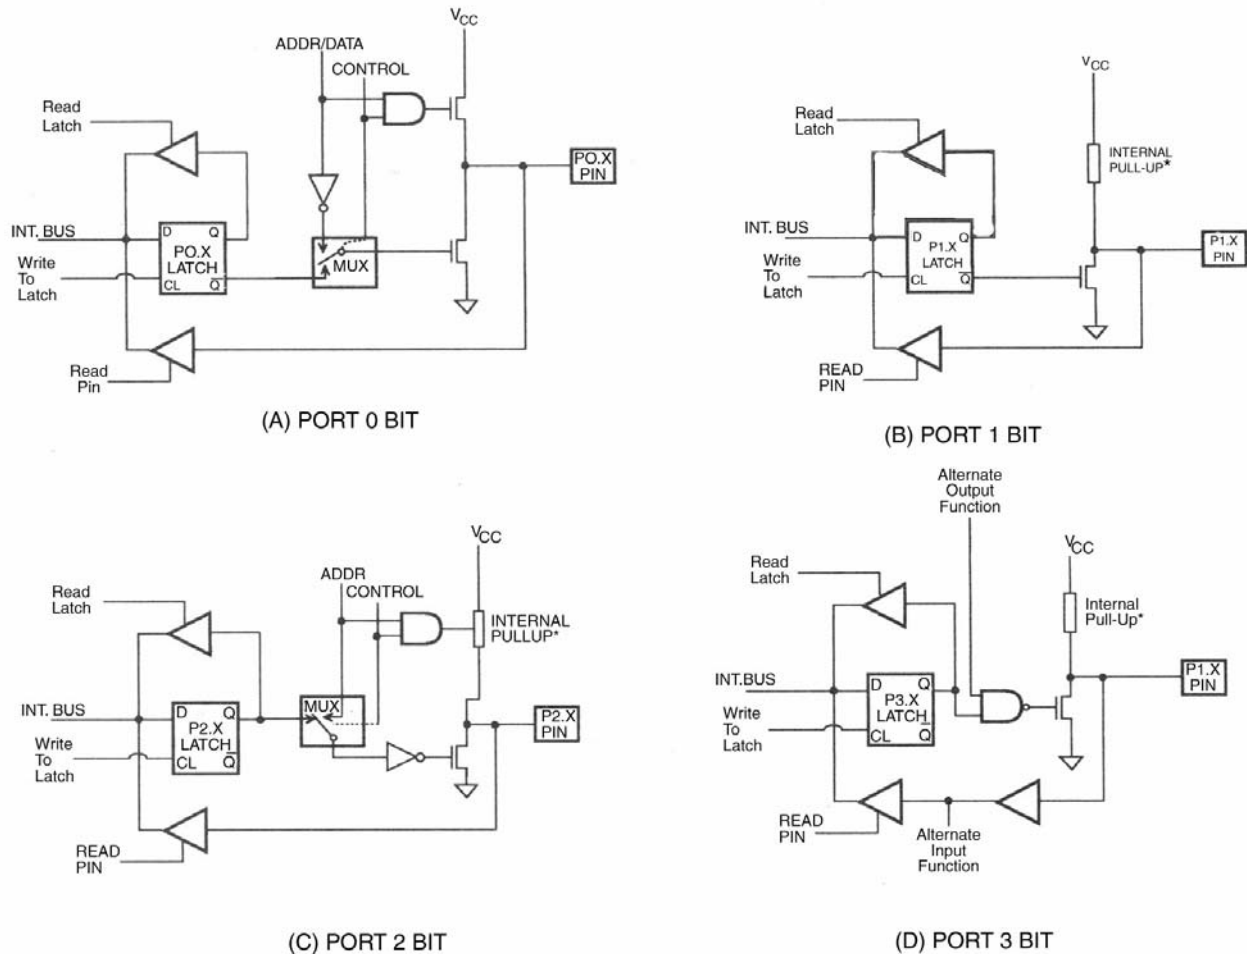 VCC
ADDR/DATA
CONTROL
Read
Latch
PO.X
PIN
INT. BUS
D Q
PO.X
LATCH
CL Q
MUX
Write
To
Latch
Read
Pin
(A) PORT 0 BIT
VCC
Read
Latch
INTERNAL
PULL-UP*
INT. BUS
D Q
P1.X
LATCH
CL Q
P1.X
PIN
Write
To
Latch
READ
PIN
(B) PORT 1 BIT
VCC
ADDR
CONTROL
Read
Latch
INTERNAL
PULLUP*
INT. BUS
D Q
P2.X
LATCH
CL Q
MUX
P2.X
PIN
Write
To
Latch
READ
PIN
(C) PORT 2 BIT
Alternate
Output
Function
VCC
Read
Latch
Internal
Pull-Up*
INT.BUS
D Q
P3.X
LATCH
CL Q
P1.X
PIN
Write
To
Latch
READ
PIN
Alternate
Input
Function
(D) PORT 3 BIT